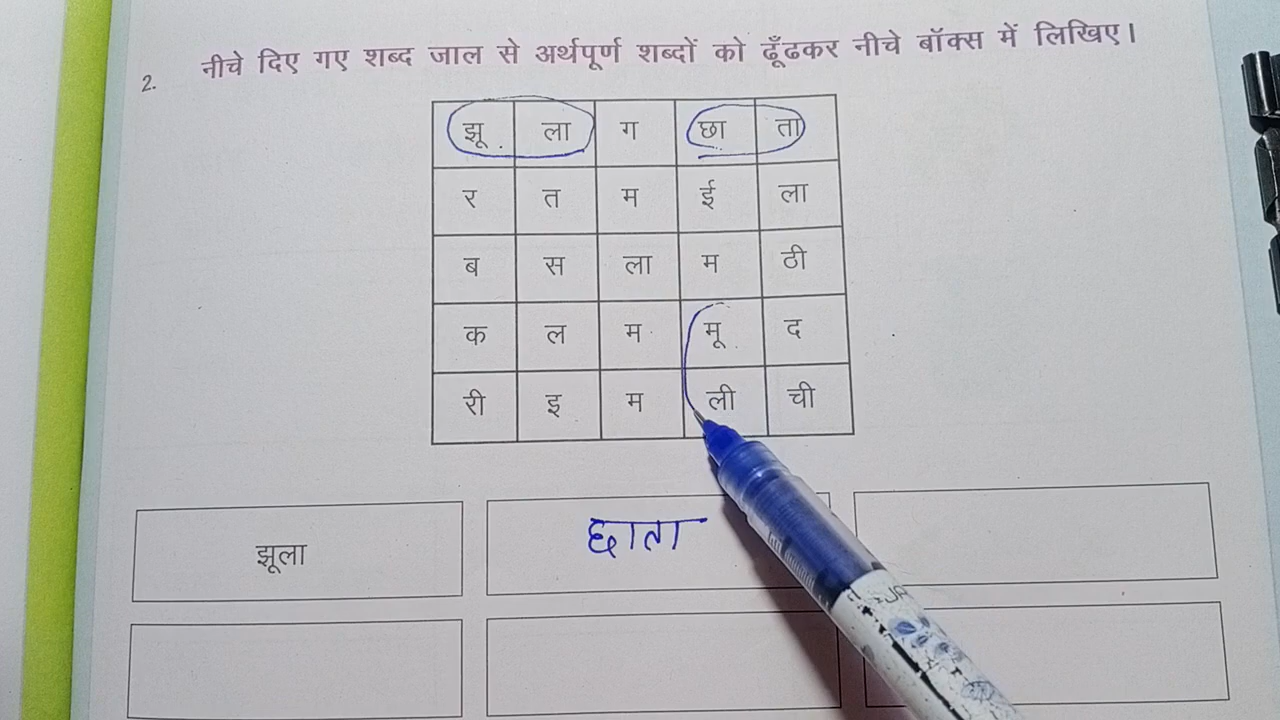 2. नीचे दिए गए शब्द जाल से अर्थपूर्ण शब्दों को ढूँढकर नीचे बॉक्स में लिखिए।
झू ला ग छा ता
र त म ई ला
ब स ला म ठी
क ल म मू द
री इ म ली ची
झूला छाता